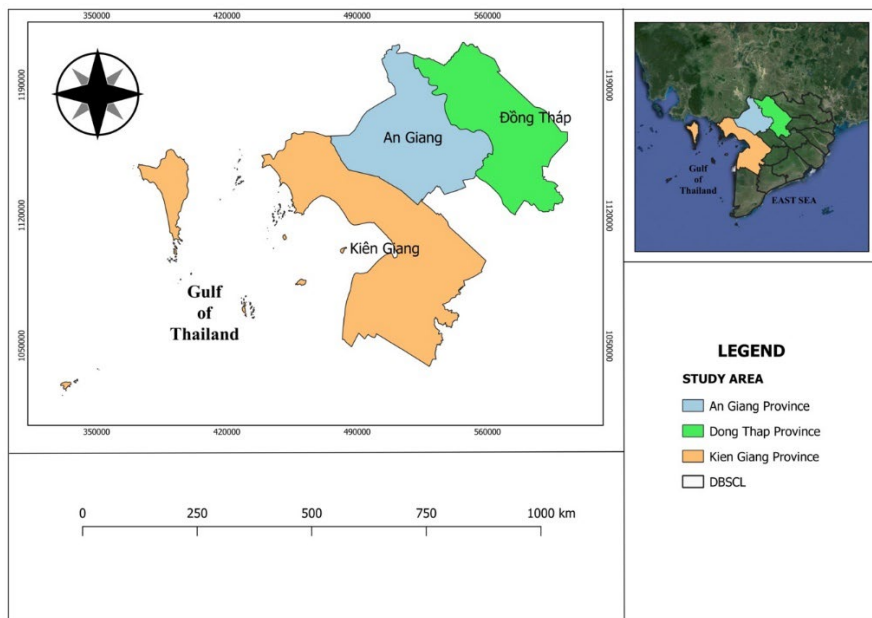 350000 420000 490000 560000
1190000 1190000
Đồng Tháp
An Giang
1120000 1120000
Kiên Giang
Gulf
of
Thailand
1050000 1050000
350000 420000 490000 560000
0 250 500 750 1000 km
Gulf
of
Thailand
EAST SEA
LEGEND
STUDY AREA
An Giang Province
Dong Thap Province
Kien Giang Province
DBSCL